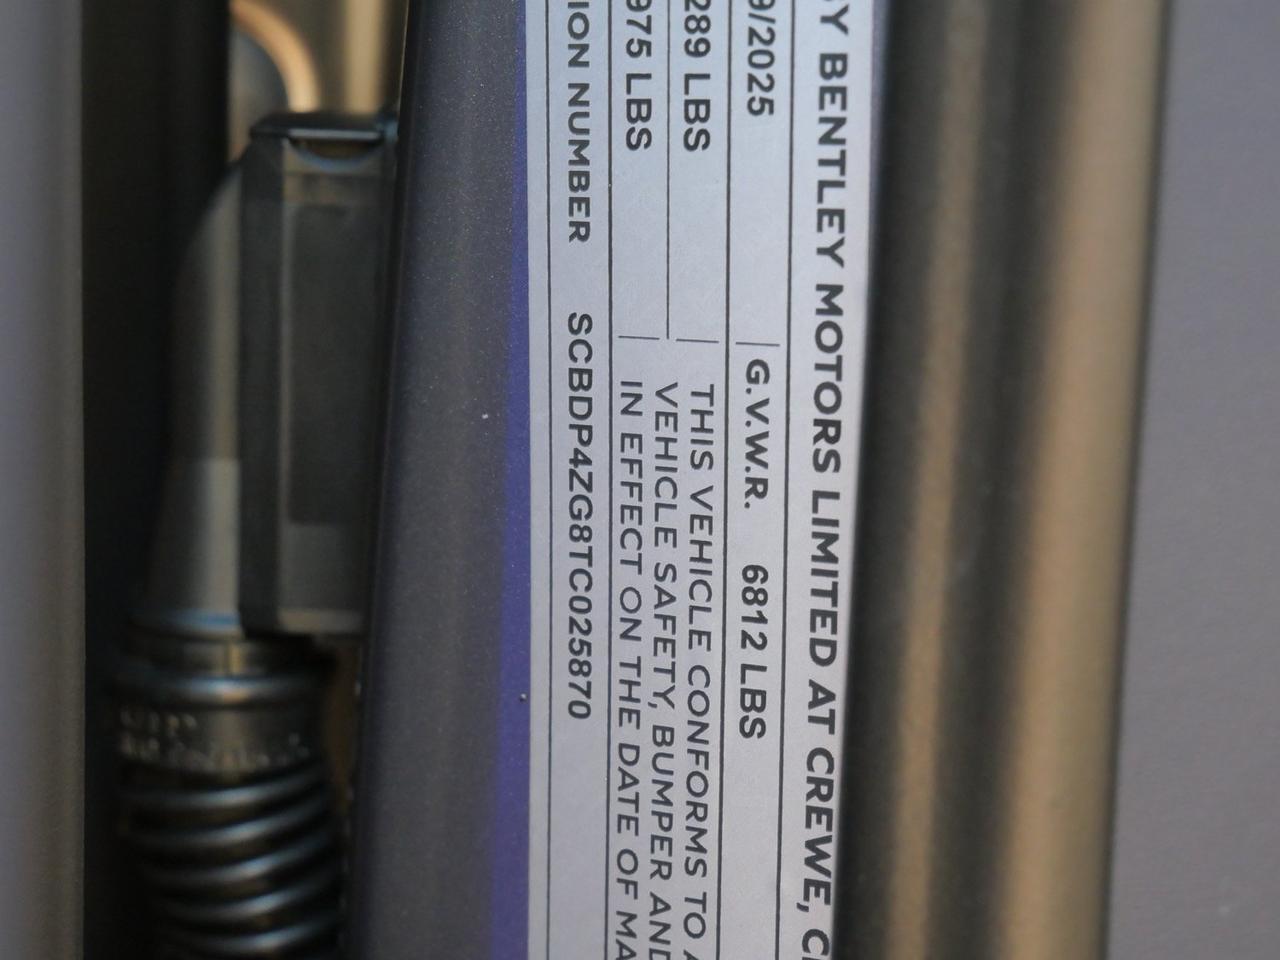 BY BENTLEY MOTORS LIMITED AT CREWE,
9/2025 G.V.W.R. 6812 LBS
289 LBS
975 LBS
THIS VEHICLE CONFORMS TO A
VEHICLE SAFETY, BUMPER AND
IN EFFECT ON THE DATE OF MA
ION NUMBER SCBDP4ZG8TC025870